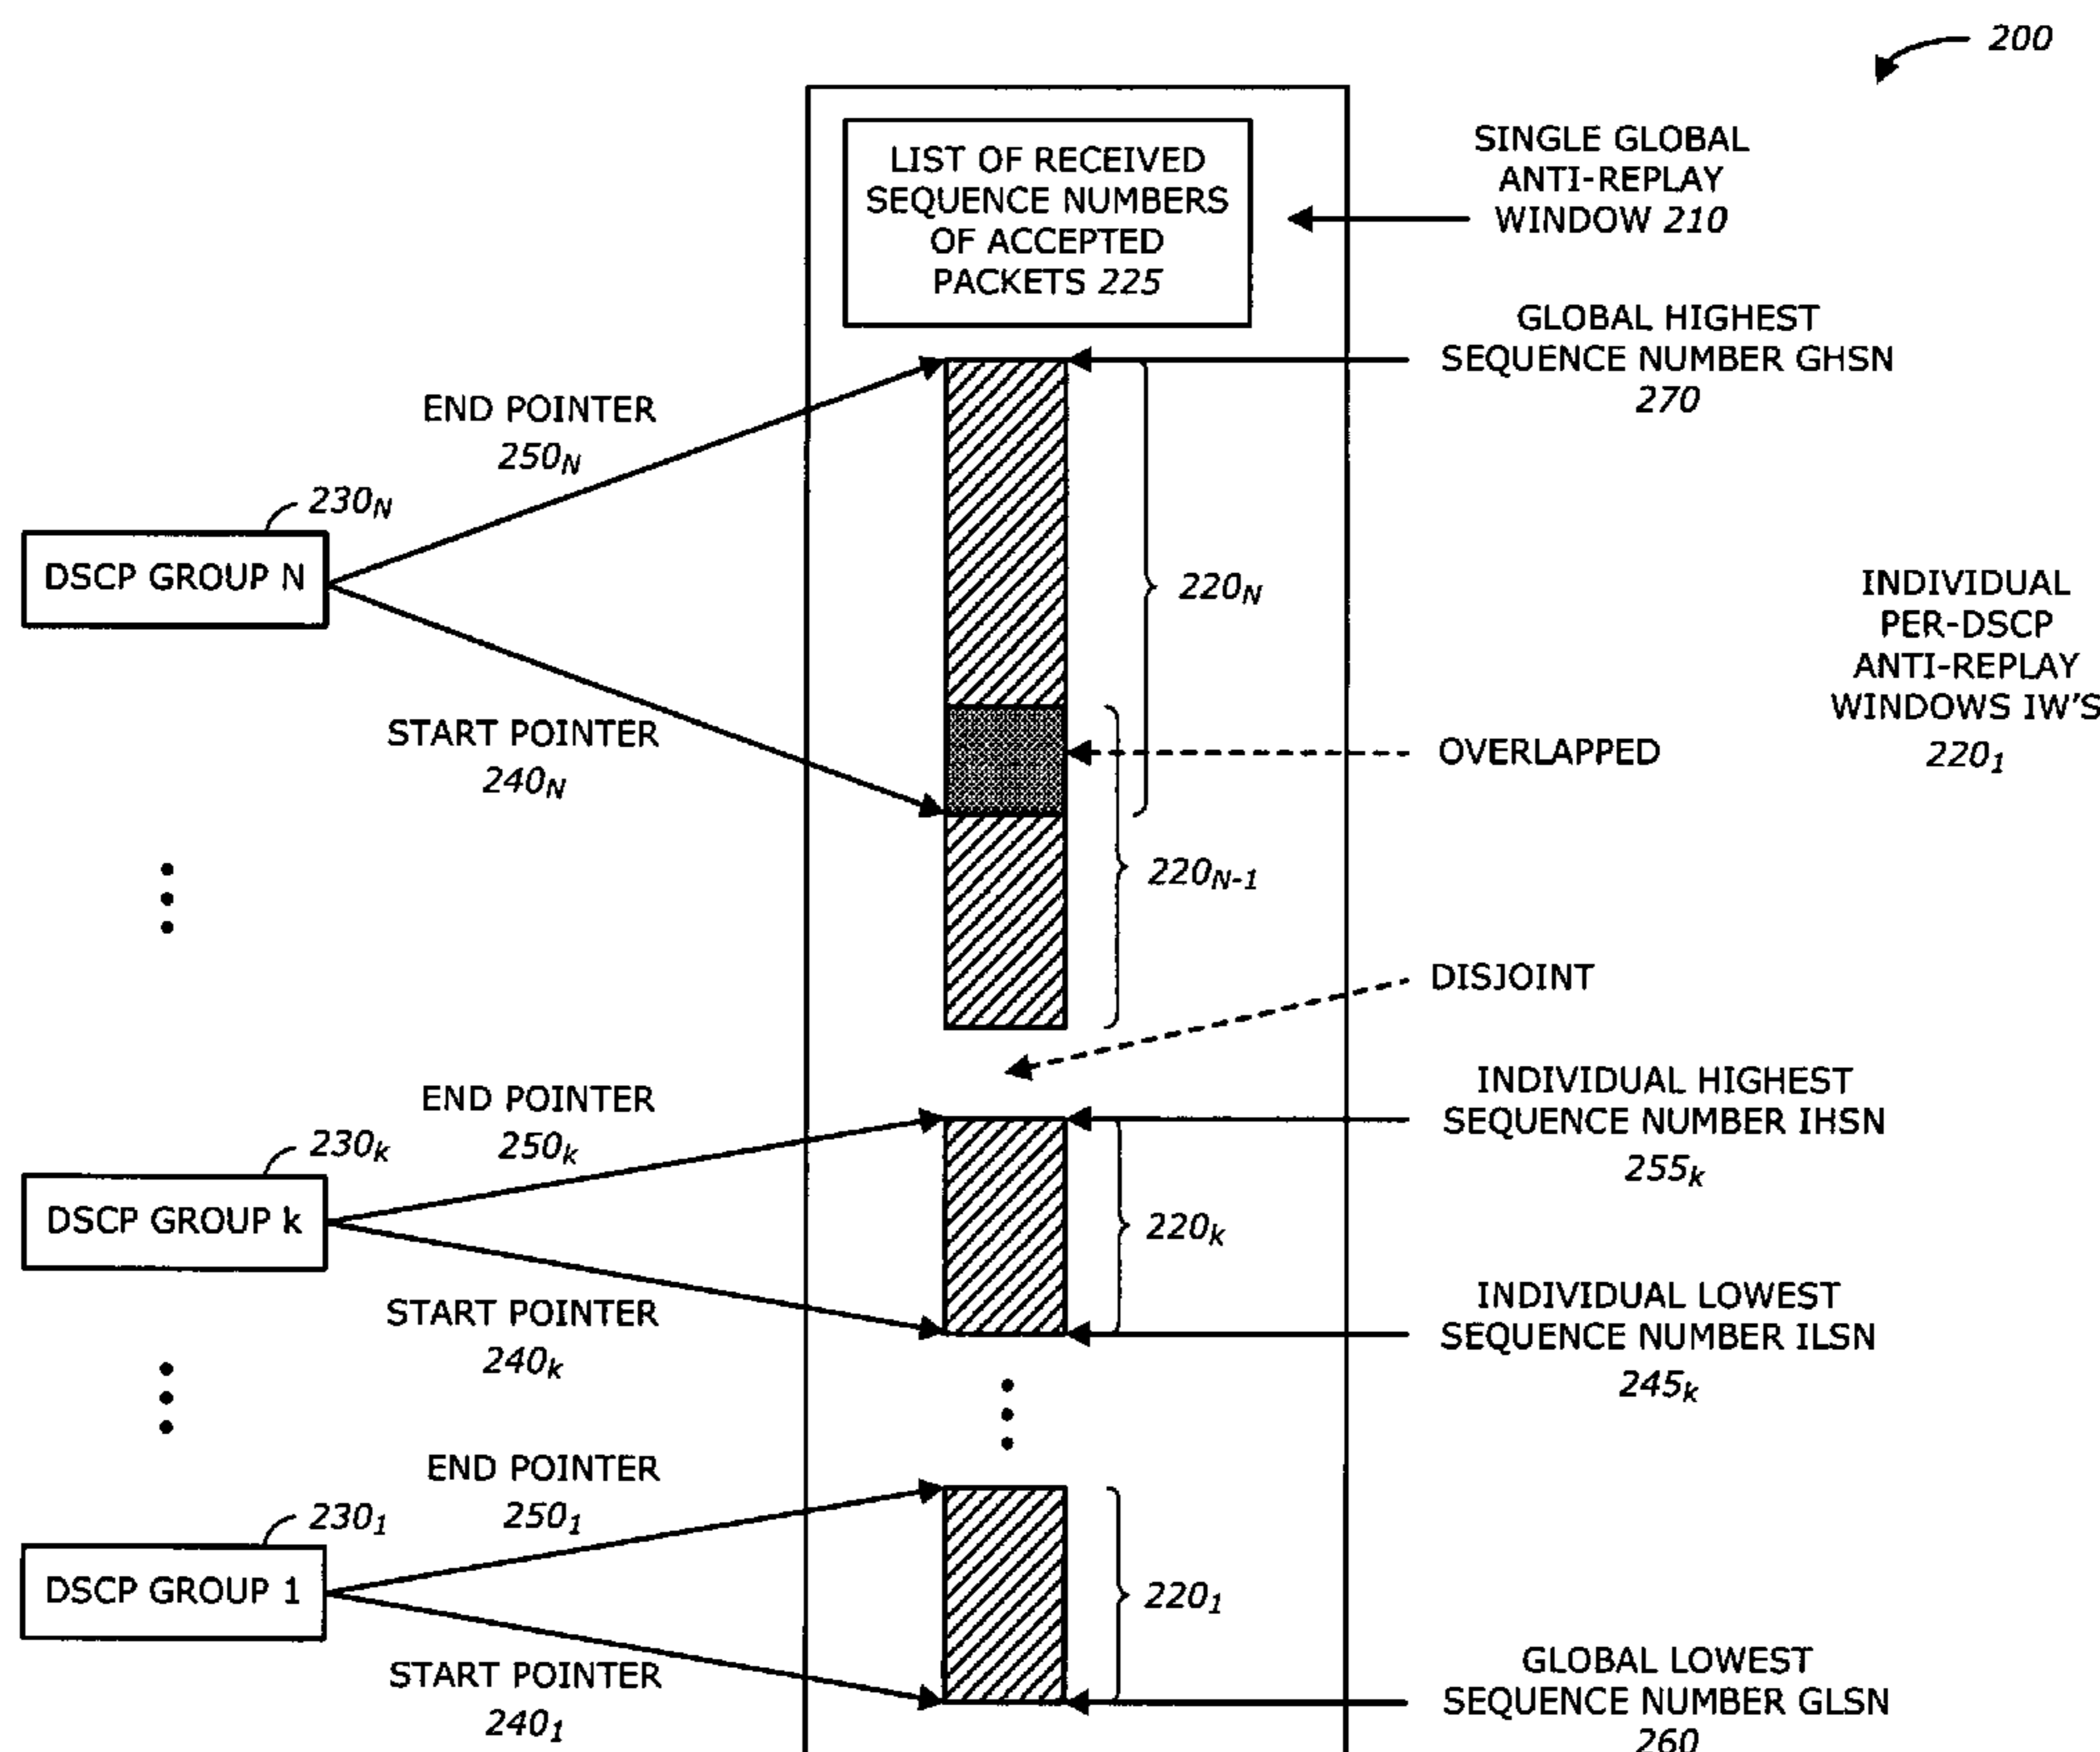 200
LIST OF RECEIVED
SEQUENCE NUMBERS
OF ACCEPTED
PACKETS 225
SINGLE GLOBAL
ANTI-REPLAY
WINDOW 210
GLOBAL HIGHEST
SEQUENCE NUMBER GHSN
270
END POINTER
250N
230N
DSCP GROUP N
220N
INDIVIDUAL
PER-DSCP
ANTI-REPLAY
WINDOWS IW'S
2201
START POINTER
240N
OVERLAPPED
220N-1
DISJOINT
END POINTER
250k
INDIVIDUAL HIGHEST
SEQUENCE NUMBER IHSN
255k
230k
DSCP GROUP k
220k
START POINTER
240k
INDIVIDUAL LOWEST
SEQUENCE NUMBER ILSN
245k
END POINTER
2501
2301
DSCP GROUP 1
2201
START POINTER
2401
GLOBAL LOWEST
SEQUENCE NUMBER GLSN
260